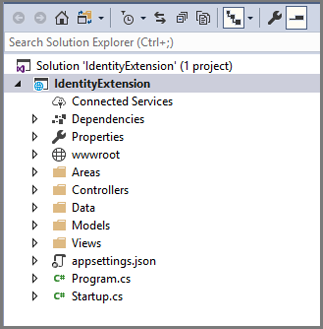 Search Solution Explorer (Ctrl+;)
Solution 'IdentityExtension' (1 project)
IdentityExtension
Connected Services
Dependencies
Properties
wwwroot
Areas
Controllers
Data
Models
Views
appsettings.json
C# Program.cs
C# Startup.cs